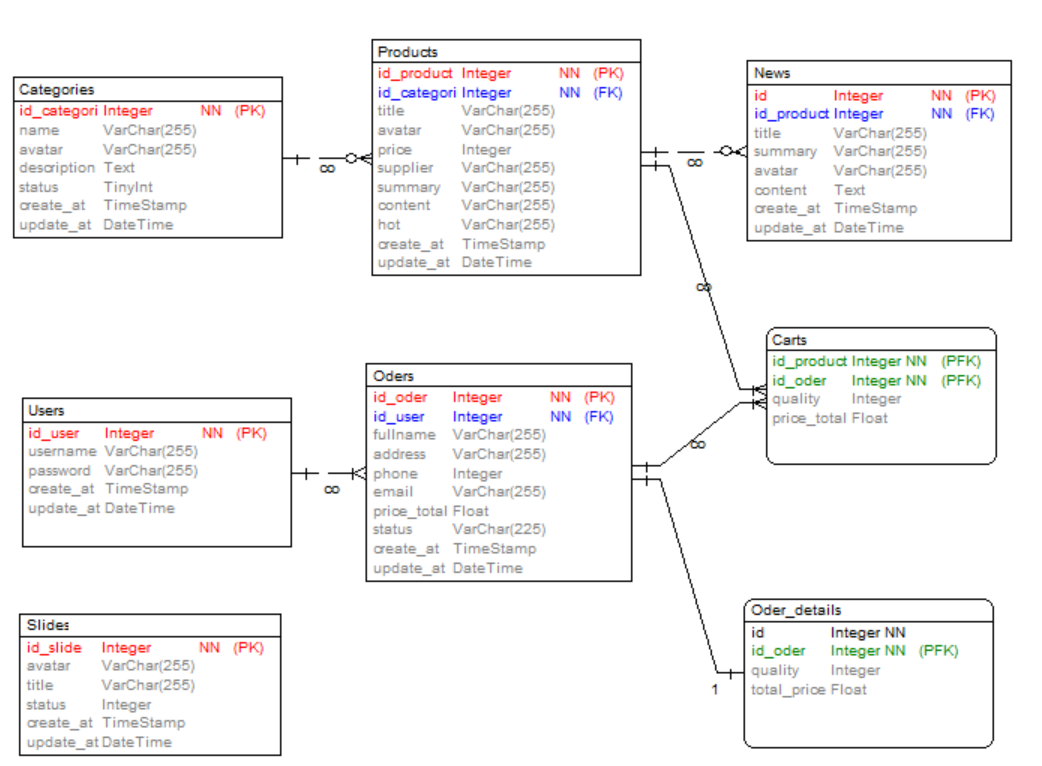 Categories
id_categori Integer NN (PK)
name VarChar(255)
avatar VarChar(255)
description Text
status TinyInt
create_at TimeStamp
update_at DateTime
∞
Products
id_product Integer NN (PK)
id_categori Integer NN (FK)
title VarChar(255)
avatar VarChar(255)
price Integer
supplier VarChar(255)
summary VarChar(255)
content VarChar(255)
hot VarChar(255)
create_at TimeStamp
update_at DateTime
∞
News
id Integer NN (PK)
id_product Integer NN (FK)
title VarChar(255)
summary VarChar(255)
avatar VarChar(255)
content Text
create_at TimeStamp
update_at DateTime
∞
Carts
id_product Integer NN (PFK)
id_oder Integer NN (PFK)
quality Integer
price_total Float
Users
id_user Integer NN (PK)
username VarChar(255)
password VarChar(255)
create_at TimeStamp
update_at DateTime
∞
Oders
id_oder Integer NN (PK)
id_user Integer NN (FK)
fullname VarChar(255)
address VarChar(255)
phone Integer
email VarChar(255)
price_total Float
status VarChar(225)
create_at TimeStamp
update_at DateTime
∞
1
Slides
id_slide Integer NN (PK)
avatar VarChar(255)
title VarChar(255)
status Integer
create_at TimeStamp
update_at DateTime
Oder_details
id Integer NN
id_oder Integer NN (PFK)
quality Integer
total_price Float